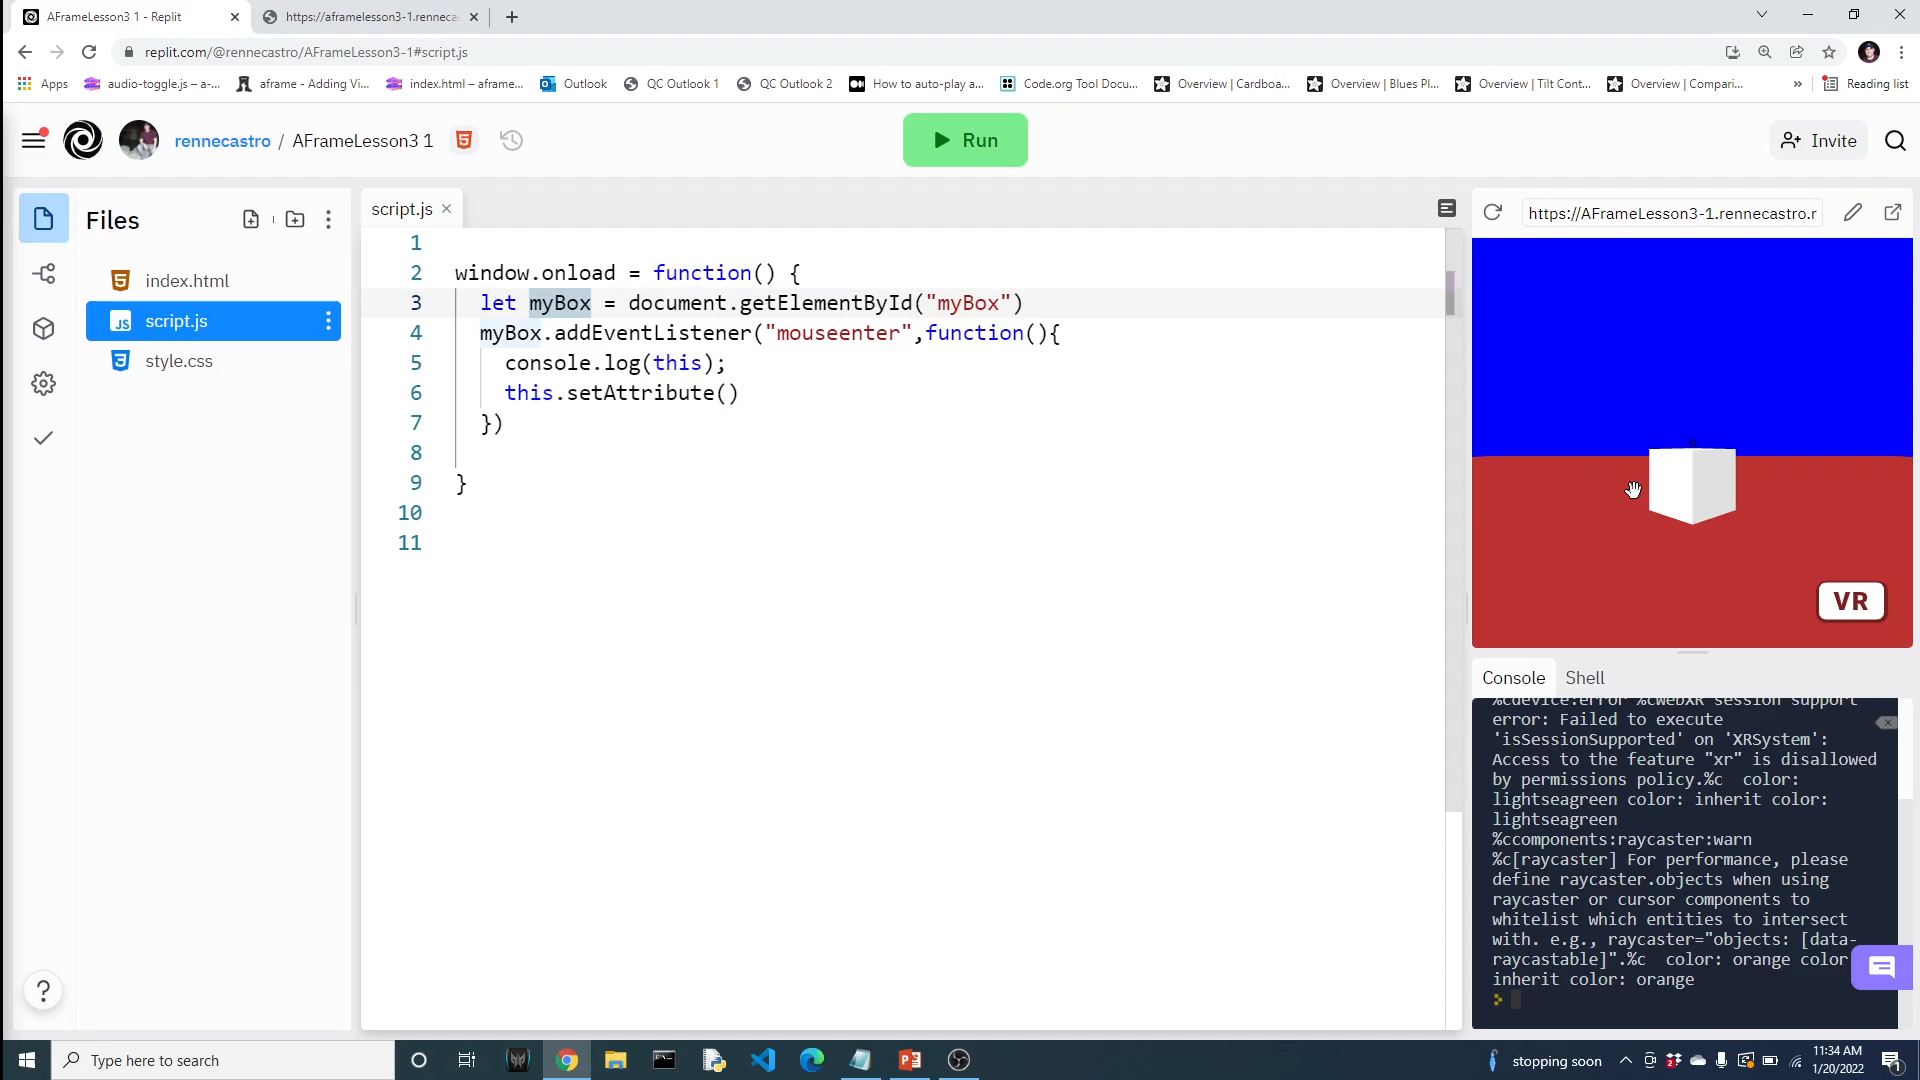 AFrameLesson3 1 - Replit
https://aframelesson3-1.renneca
replit.com/@rennecastro/AFrameLesson3-1#script.js
Apps audio-toggle.js – a-... aframe - Adding Vi... index.html – aframe... Outlook QC Outlook 1 QC Outlook 2 How to auto-play a... Code.org Tool Docu... Overview | Cardboa... Overview | Blues Pl... Overview | Tilt Cont... Overview | Compari... » Reading list
rennecastro / AFrameLesson3 1
Run
Invite
Files
index.html
script.js
style.css
script.js
1
2 window.onload = function() {
3 let myBox = document.getElementById("myBox")
4 myBox.addEventListener("mouseenter",function(){
5 console.log(this);
6 this.setAttribute()
7 })
8
9 }
10
11
https://AFrameLesson3-1.rennecastro.r
VR
Console Shell
%cdevice:error %cWebXR session support
error: Failed to execute
'isSessionSupported' on 'XRSystem':
Access to the feature "xr" is disallowed
by permissions policy.%c color:
lightseagreen color: inherit color:
lightseagreen
%ccomponents:raycaster:warn
%c[raycaster] For performance, please
define raycaster.objects when using
raycaster or cursor components to
whitelist which entities to intersect
with. e.g., raycaster="objects: [data-
raycastable]".%c color: orange color
inherit color: orange
?
Type here to search
stopping soon
11:34 AM
1/20/2022
1